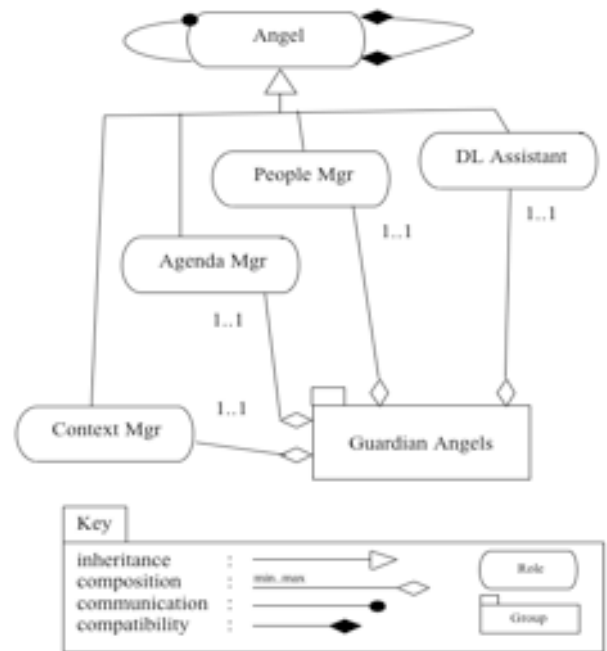 Angel
People Mgr
DL Assistant
1..1
1..1
Agenda Mgr
1..1
1..1
Context Mgr
Guardian Angels
Key
inheritance :
composition : min..max
communication :
compatibility :
Role
Group